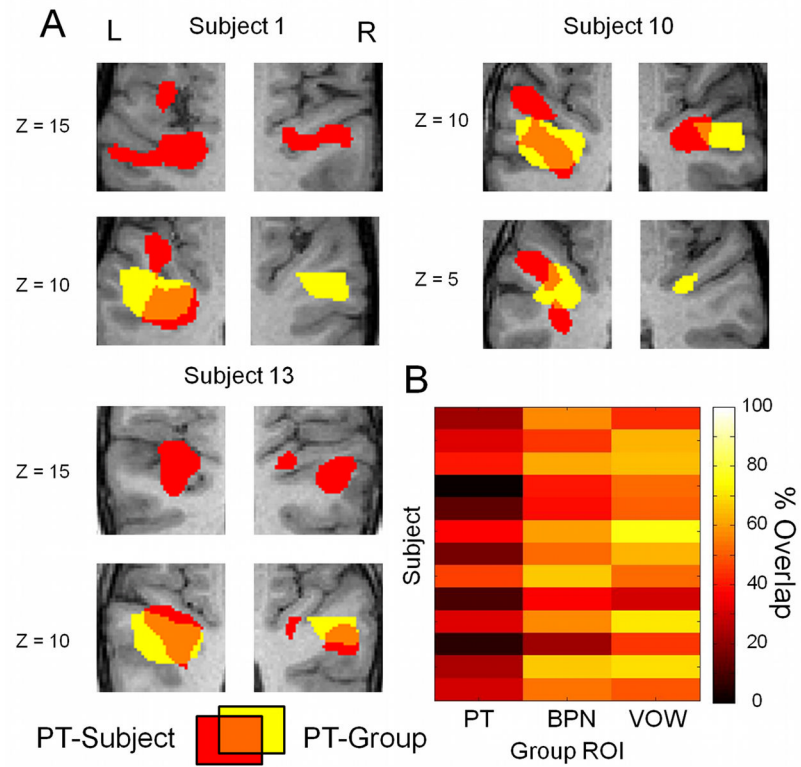 A
Subject 1
L
R
Z = 15
Z = 10
Subject 10
Z = 10
Z = 5
Subject 13
Z = 15
Z = 10
PT-Subject
PT-Group
B
Subject
PT
BPN
VOW
Group ROI
100
80
60
40
20
0
% Overlap